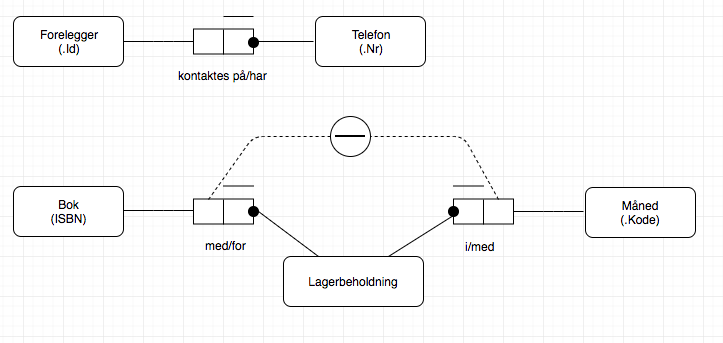 Forelegger
(.Id)
Telefon
(.Nr)
kontaktes på/har
Bok
(ISBN)
Måned
(.Kode)
med/for
i/med
Lagerbeholdning